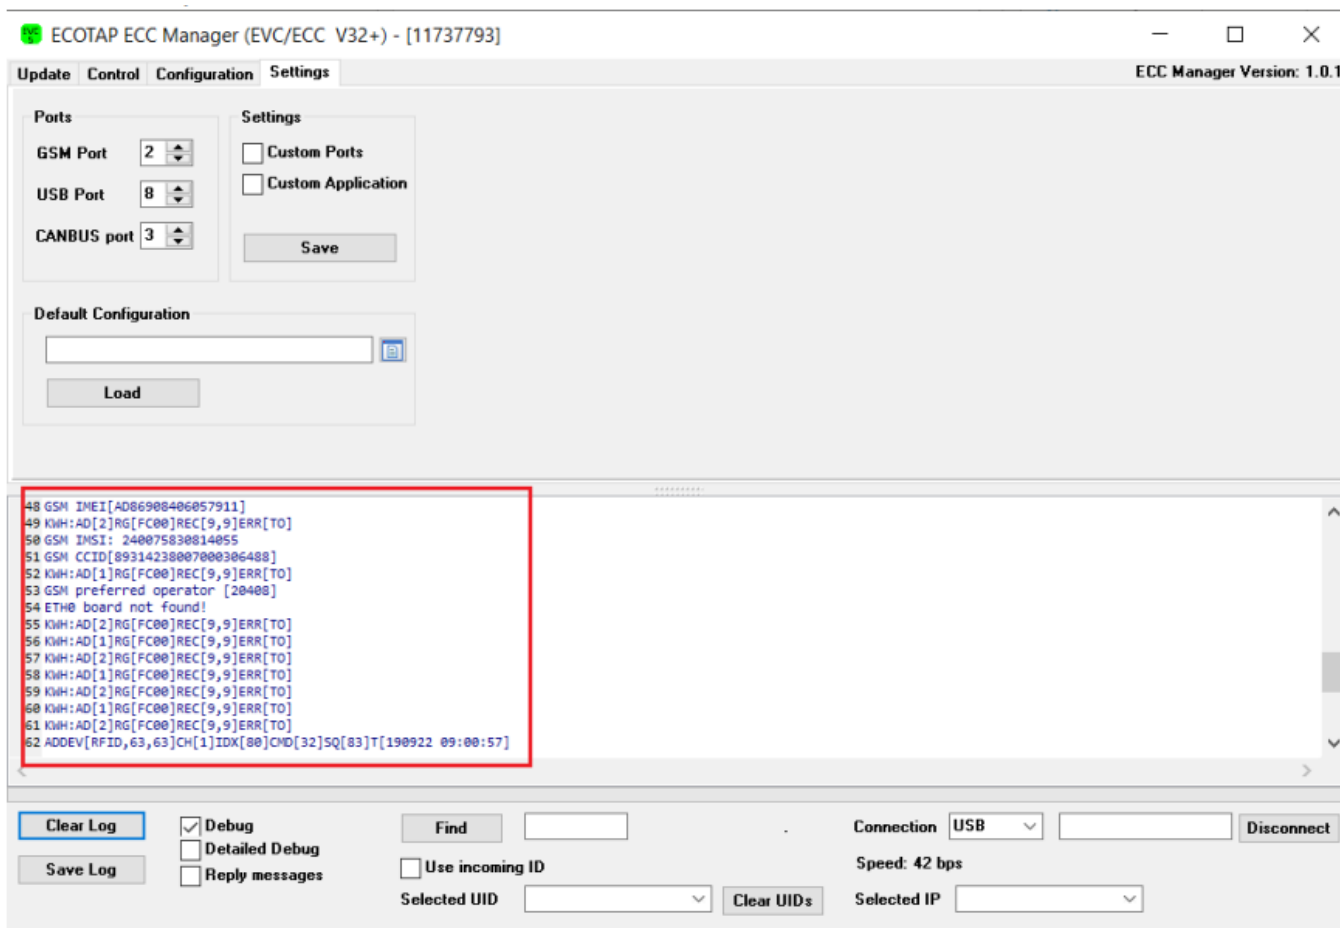 EVC
S
ECOTAP ECC Manager (EVC/ECC V32+) - [11737793]
Update Control Configuration Settings
ECC Manager Version: 1.0.1
Ports
GSM Port 2
USB Port 8
CANBUS port 3
Settings
Custom Ports
Custom Application
Save
Default Configuration
Load
48 GSM IMEI[AD86908406057911]
49 KWH:AD[2]RG[FC00]REC[9,9]ERR[TO]
50 GSM IMSI: 240075830814055
51 GSM CCID[89314238007000306488]
52 KWH:AD[1]RG[FC00]REC[9,9]ERR[TO]
53 GSM preferred operator [20408]
54 ETH0 board not found!
55 KWH:AD[2]RG[FC00]REC[9,9]ERR[TO]
56 KWH:AD[1]RG[FC00]REC[9,9]ERR[TO]
57 KWH:AD[2]RG[FC00]REC[9,9]ERR[TO]
58 KWH:AD[1]RG[FC00]REC[9,9]ERR[TO]
59 KWH:AD[2]RG[FC00]REC[9,9]ERR[TO]
60 KWH:AD[1]RG[FC00]REC[9,9]ERR[TO]
61 KWH:AD[2]RG[FC00]REC[9,9]ERR[TO]
62 ADDEV[RFID,63,63]CH[1]IDX[80]CMD[32]SQ[83]T[190922 09:00:57]
Clear Log
Save Log
Debug
Detailed Debug
Reply messages
Find
Use incoming ID
Selected UID
Clear UIDs
Connection USB
Disconnect
Speed: 42 bps
Selected IP